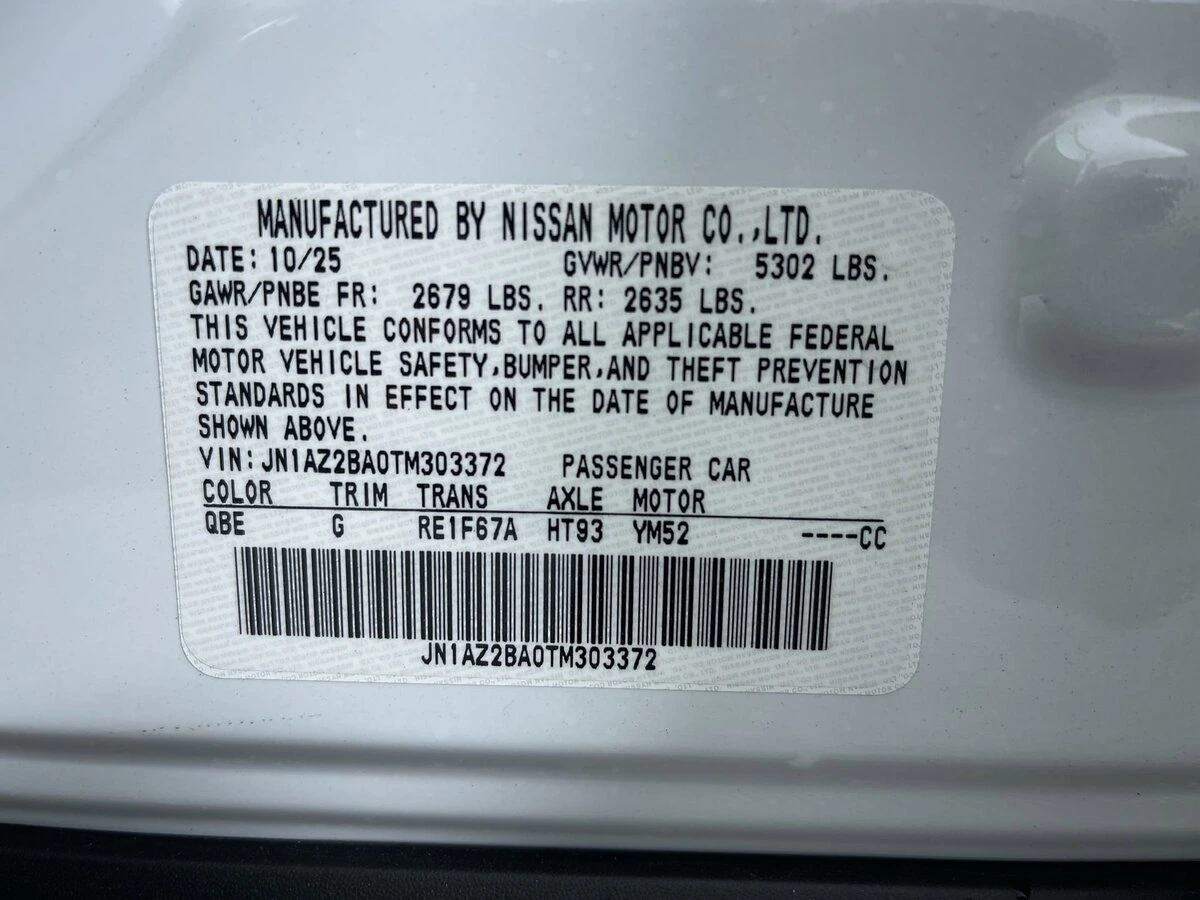 MANUFACTURED BY NISSAN MOTOR CO.,LTD.
DATE: 10/25 GVWR/PNBV: 5302 LBS.
GAWR/PNBE FR: 2679 LBS. RR: 2635 LBS.
THIS VEHICLE CONFORMS TO ALL APPLICABLE FEDERAL
MOTOR VEHICLE SAFETY,BUMPER,AND THEFT PREVENTION
STANDARDS IN EFFECT ON THE DATE OF MANUFACTURE
SHOWN ABOVE.
VIN: JN1AZ2BA0TM303372 PASSENGER CAR
COLOR TRIM TRANS AXLE MOTOR
QBE G RE1F67A HT93 YM52 ----CC
JN1AZ2BA0TM303372